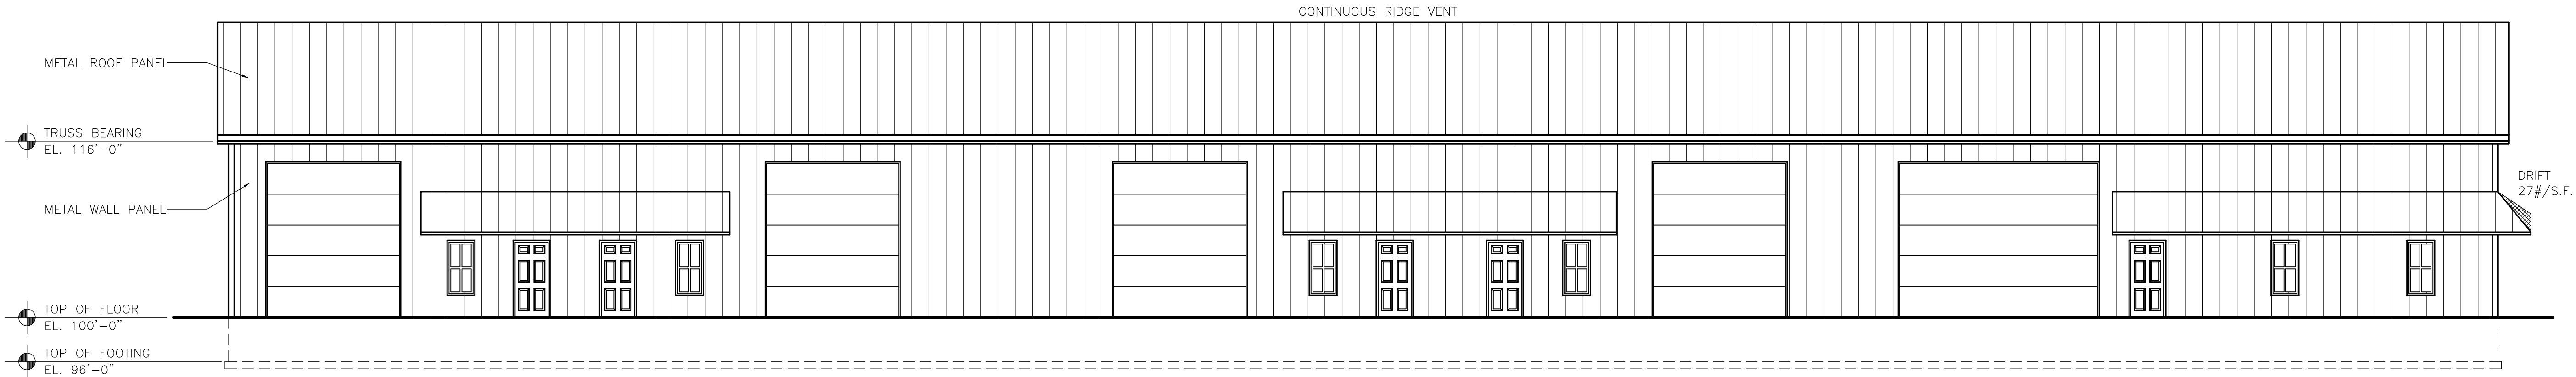 CONTINUOUS RIDGE VENT
METAL ROOF PANEL
TRUSS BEARING
EL. 116'-0"
METAL WALL PANEL
DRIFT
27#/S.F.
TOP OF FLOOR
EL. 100'-0"
TOP OF FOOTING
EL. 96'-0"